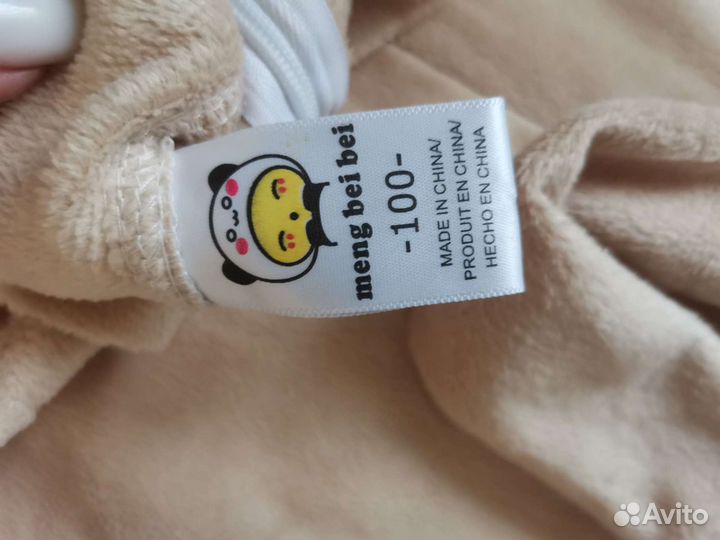 meng bei bei
-100-
MADE IN CHINA/
PRODUIT EN CHINA/
HECHO EN CHINA
Avito